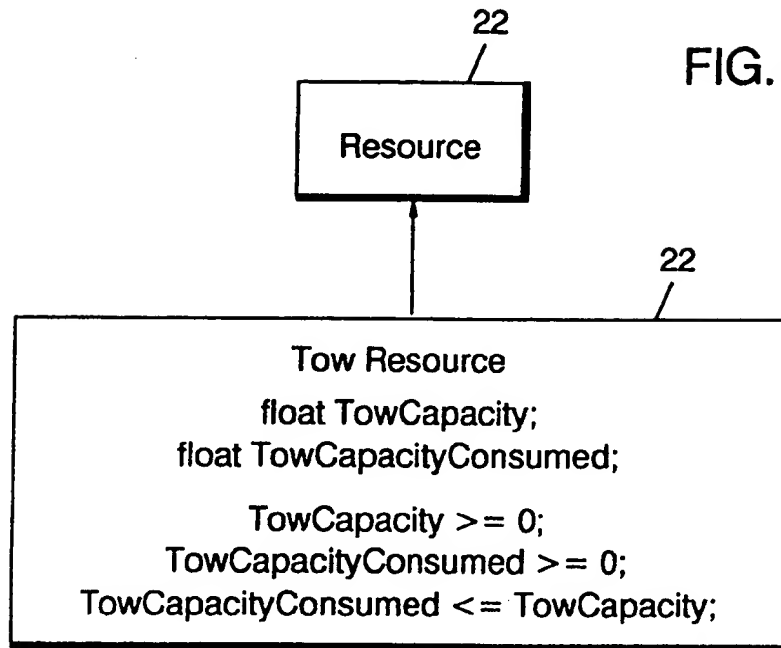 22
FIG.
Resource
22
Tow Resource
float TowCapacity;
float TowCapacityConsumed;
TowCapacity >= 0;
TowCapacityConsumed >= 0;
TowCapacityConsumed <= TowCapacity;